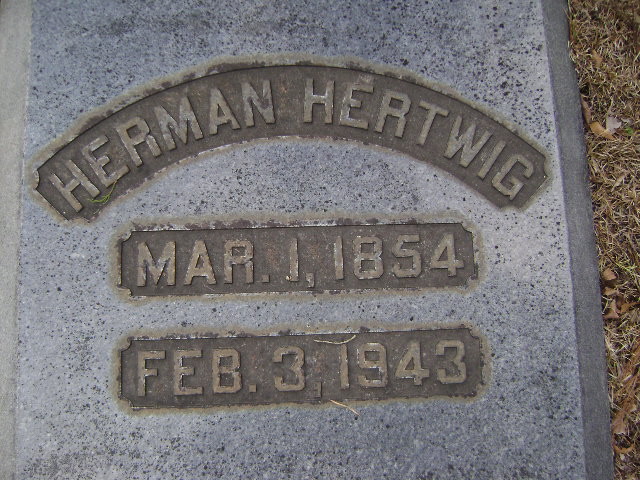 HERMAN HERTWIG
MAR. 1, 1854
FEB. 3, 1943